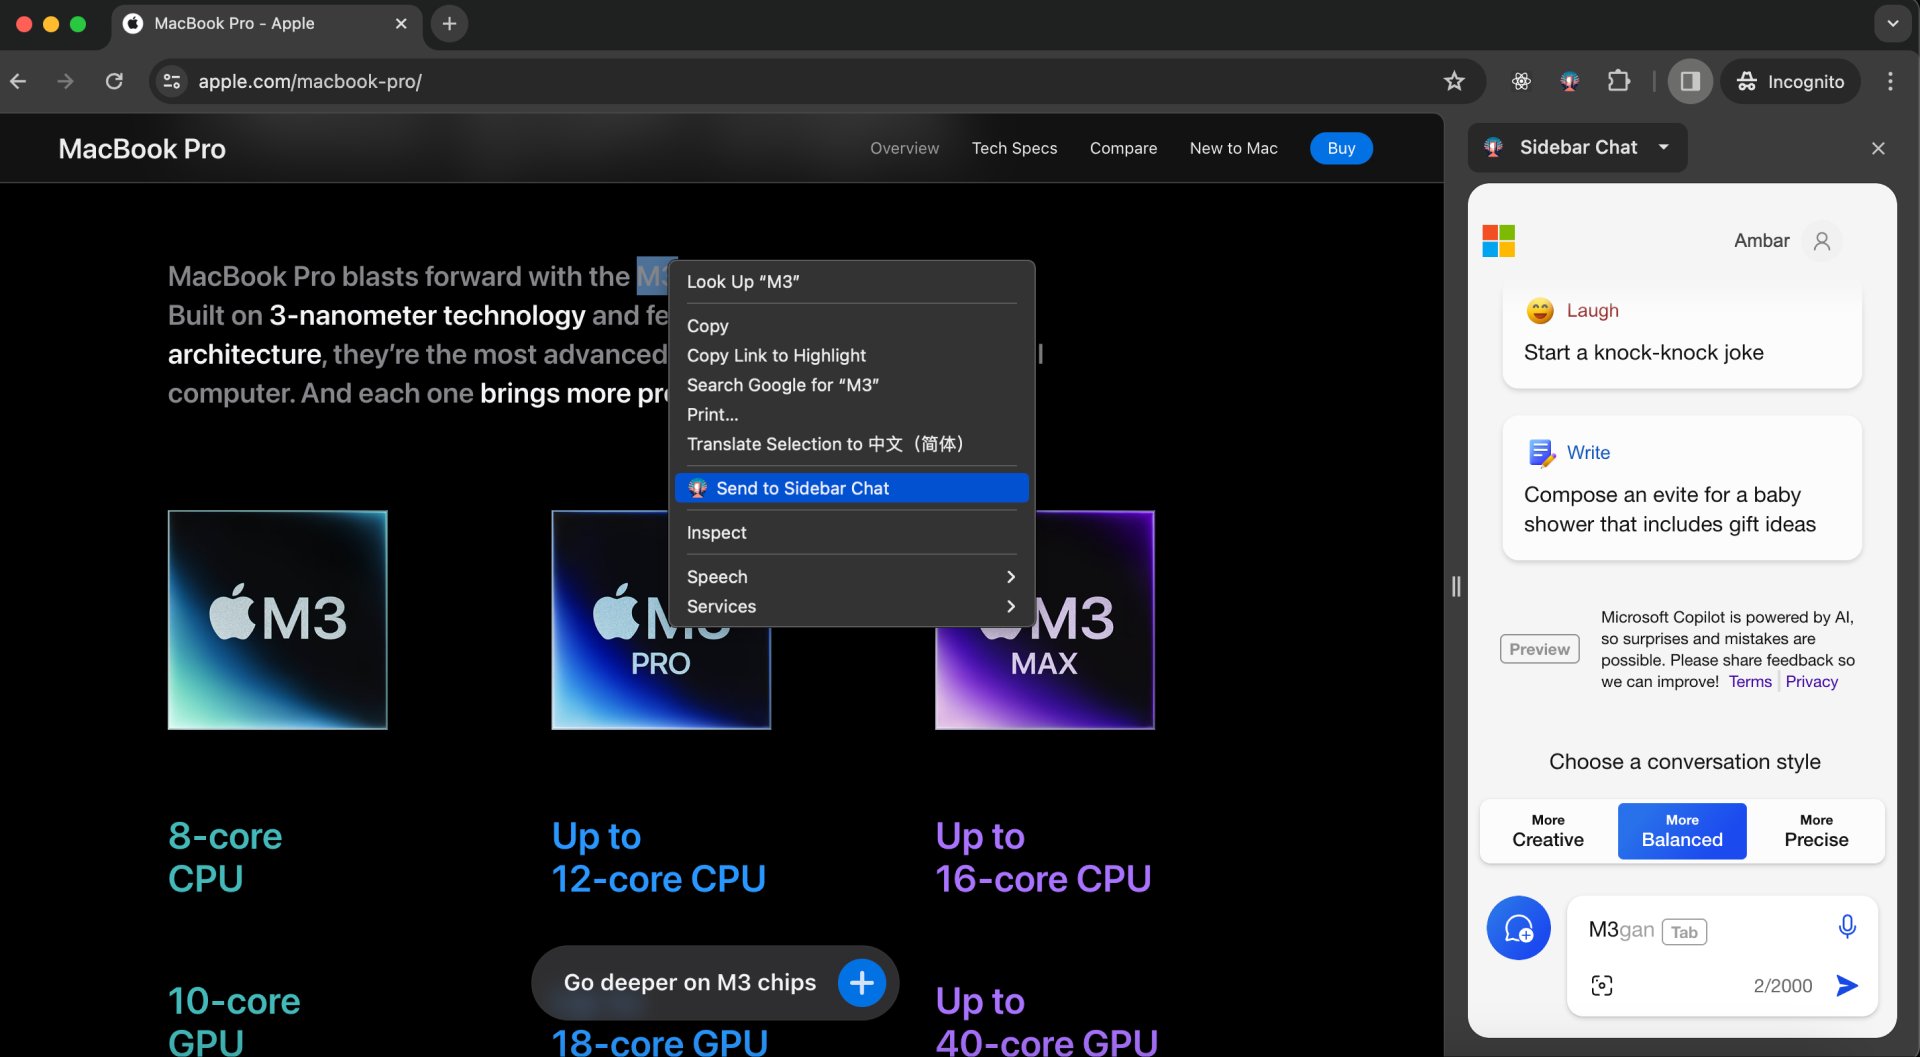 MacBook Pro - Apple
apple.com/macbook-pro/
Incognito
MacBook Pro
Overview
Tech Specs
Compare
New to Mac
Buy
MacBook Pro blasts forward with the M3
Built on 3-nanometer technology and
architecture, they’re the most advanced
computer. And each one brings more
Look Up “M3”
Copy
Copy Link to Highlight
Search Google for “M3”
Print...
Translate Selection to 中文（简体）
Send to Sidebar Chat
Inspect
Speech
Services
M3
PRO
M3
MAX
8-core
CPU
Up to
12-core CPU
Up to
16-core CPU
Go deeper on M3 chips
10-core
GPU
18-core GPU
Up to
40-core GPU
Sidebar Chat
Ambar
Laugh
Start a knock-knock joke
Write
Compose an evite for a baby
shower that includes gift ideas
Preview
Microsoft Copilot is powered by AI,
so surprises and mistakes are
possible. Please share feedback so
we can improve! Terms Privacy
Choose a conversation style
More
Creative
More
Balanced
More
Precise
M3gan Tab
2/2000